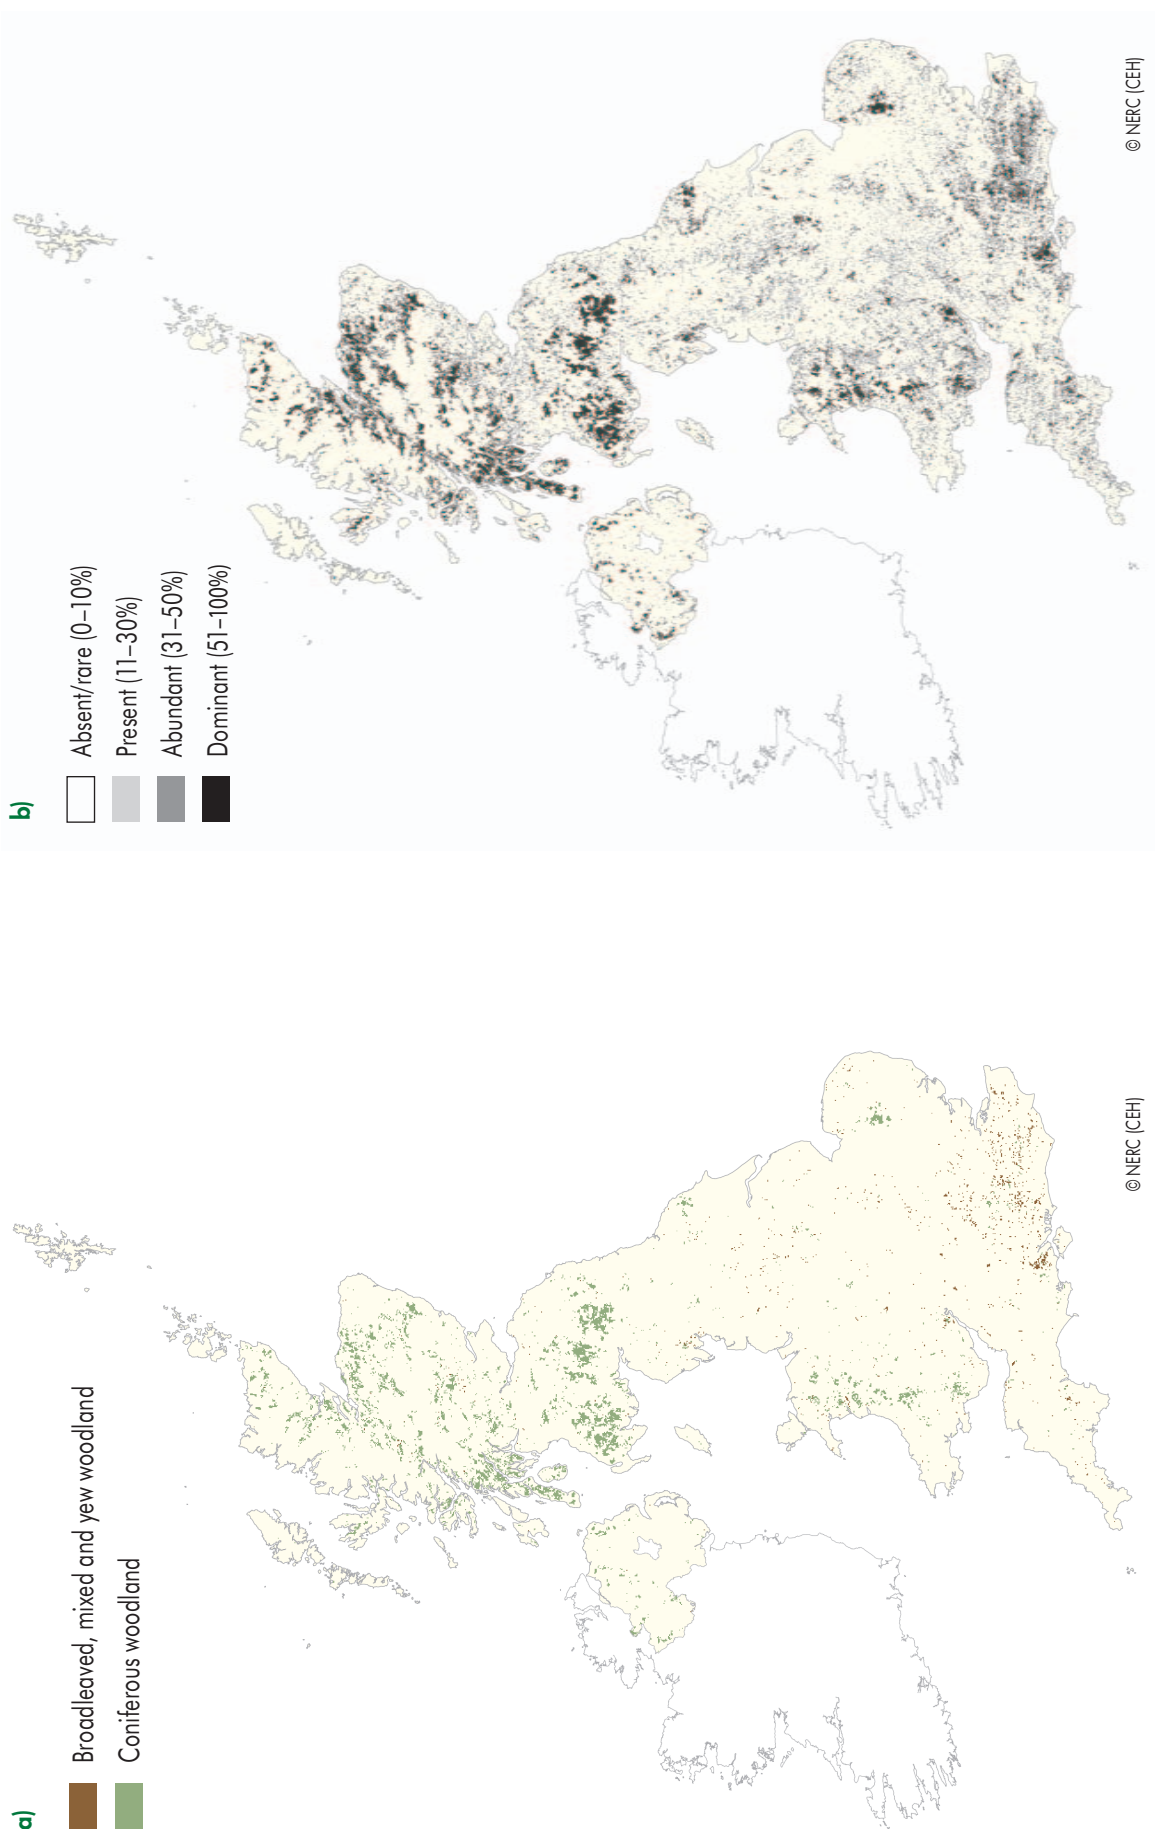 a)
Broadleaved, mixed and yew woodland
Coniferous woodland
© NERC (CEH)
b)
Absent/rare (0–10%)
Present (11–30%)
Abundant (31–50%)
Dominant (51–100%)
© NERC (CEH)